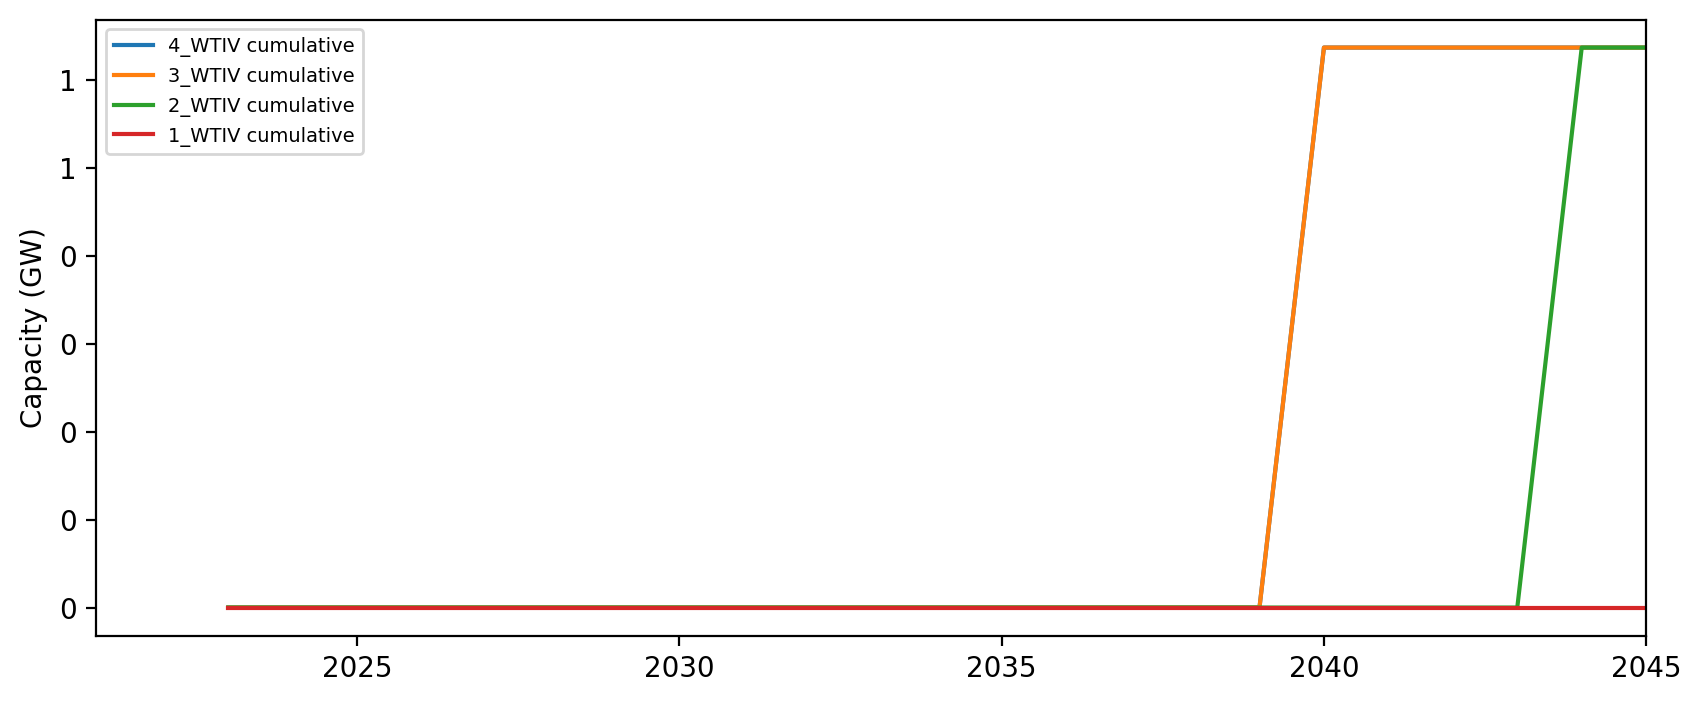 4_WTIV cumulative
3_WTIV cumulative
2_WTIV cumulative
1_WTIV cumulative
Capacity (GW)
1
1
0
0
0
0
0
2025 2030 2035 2040 2045